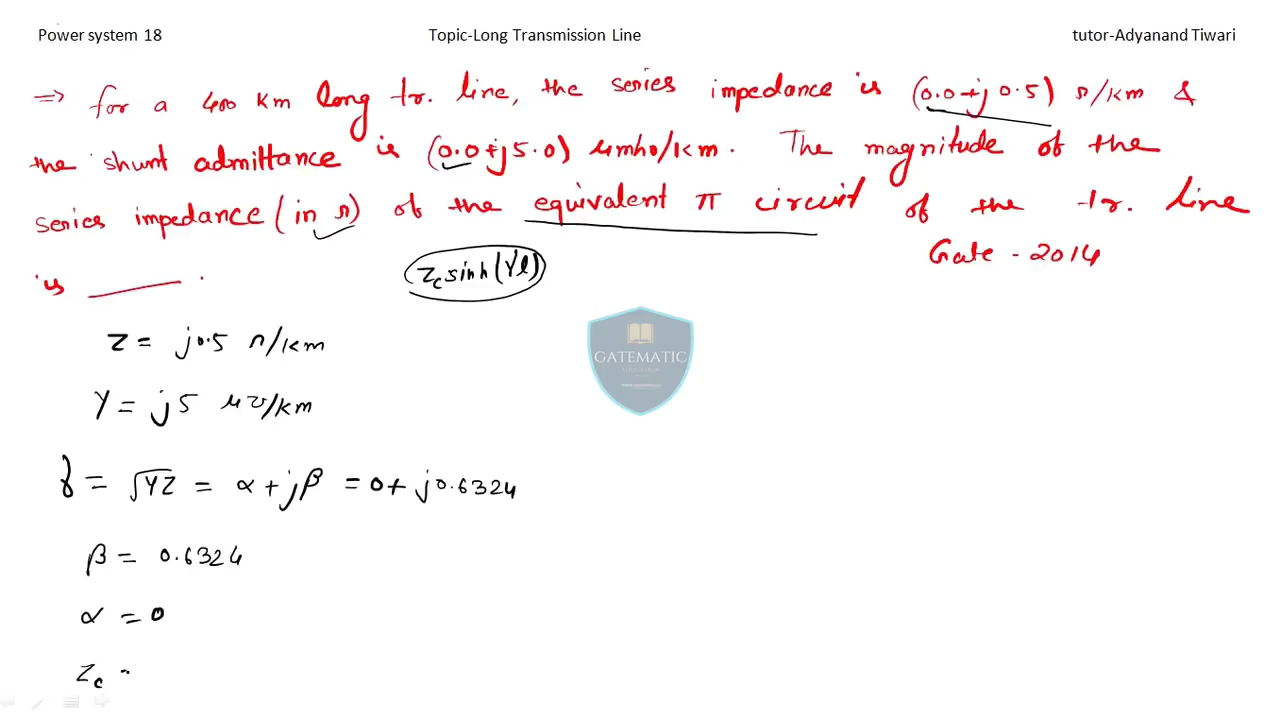 Power system 18 Topic-Long Transmission Line tutor-Adyanand Tiwari
⇒ for a 400 KM long tr. line, the series impedance is (0.0+j 0.5) Ω/KM &
the shunt admittance is (0.0+j5.0) μmho/KM. The magnitude of the
series impedance (in Ω) of the equivalent π circuit of the tr. line
is ______ . Gate - 2014
Zc sinh(γl)
Z = j0.5 Ω/km
GATEMATIC
EDUCATION
Y = j5 μ℧/km
γ = √YZ = α + jβ = 0 + j0.6324
β = 0.6324
α = 0
Zc =